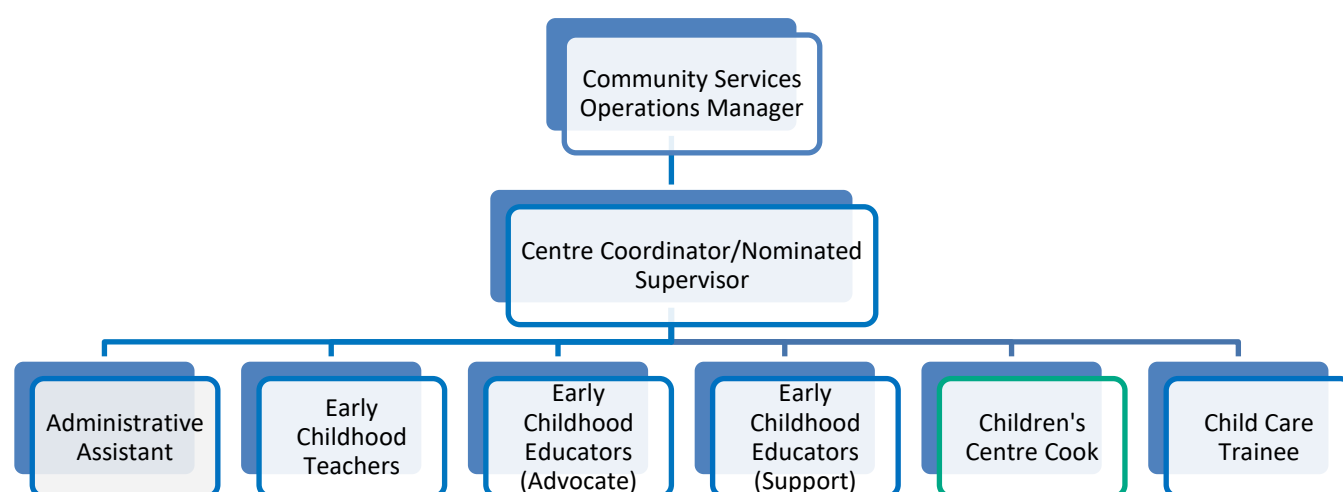 Community Services
Operations Manager
Centre Coordinator/Nominated
Supervisor
Administrative
Assistant
Early
Childhood
Teachers
Early
Childhood
Educators
(Advocate)
Early
Childhood
Educators
(Support)
Children's
Centre Cook
Child Care
Trainee